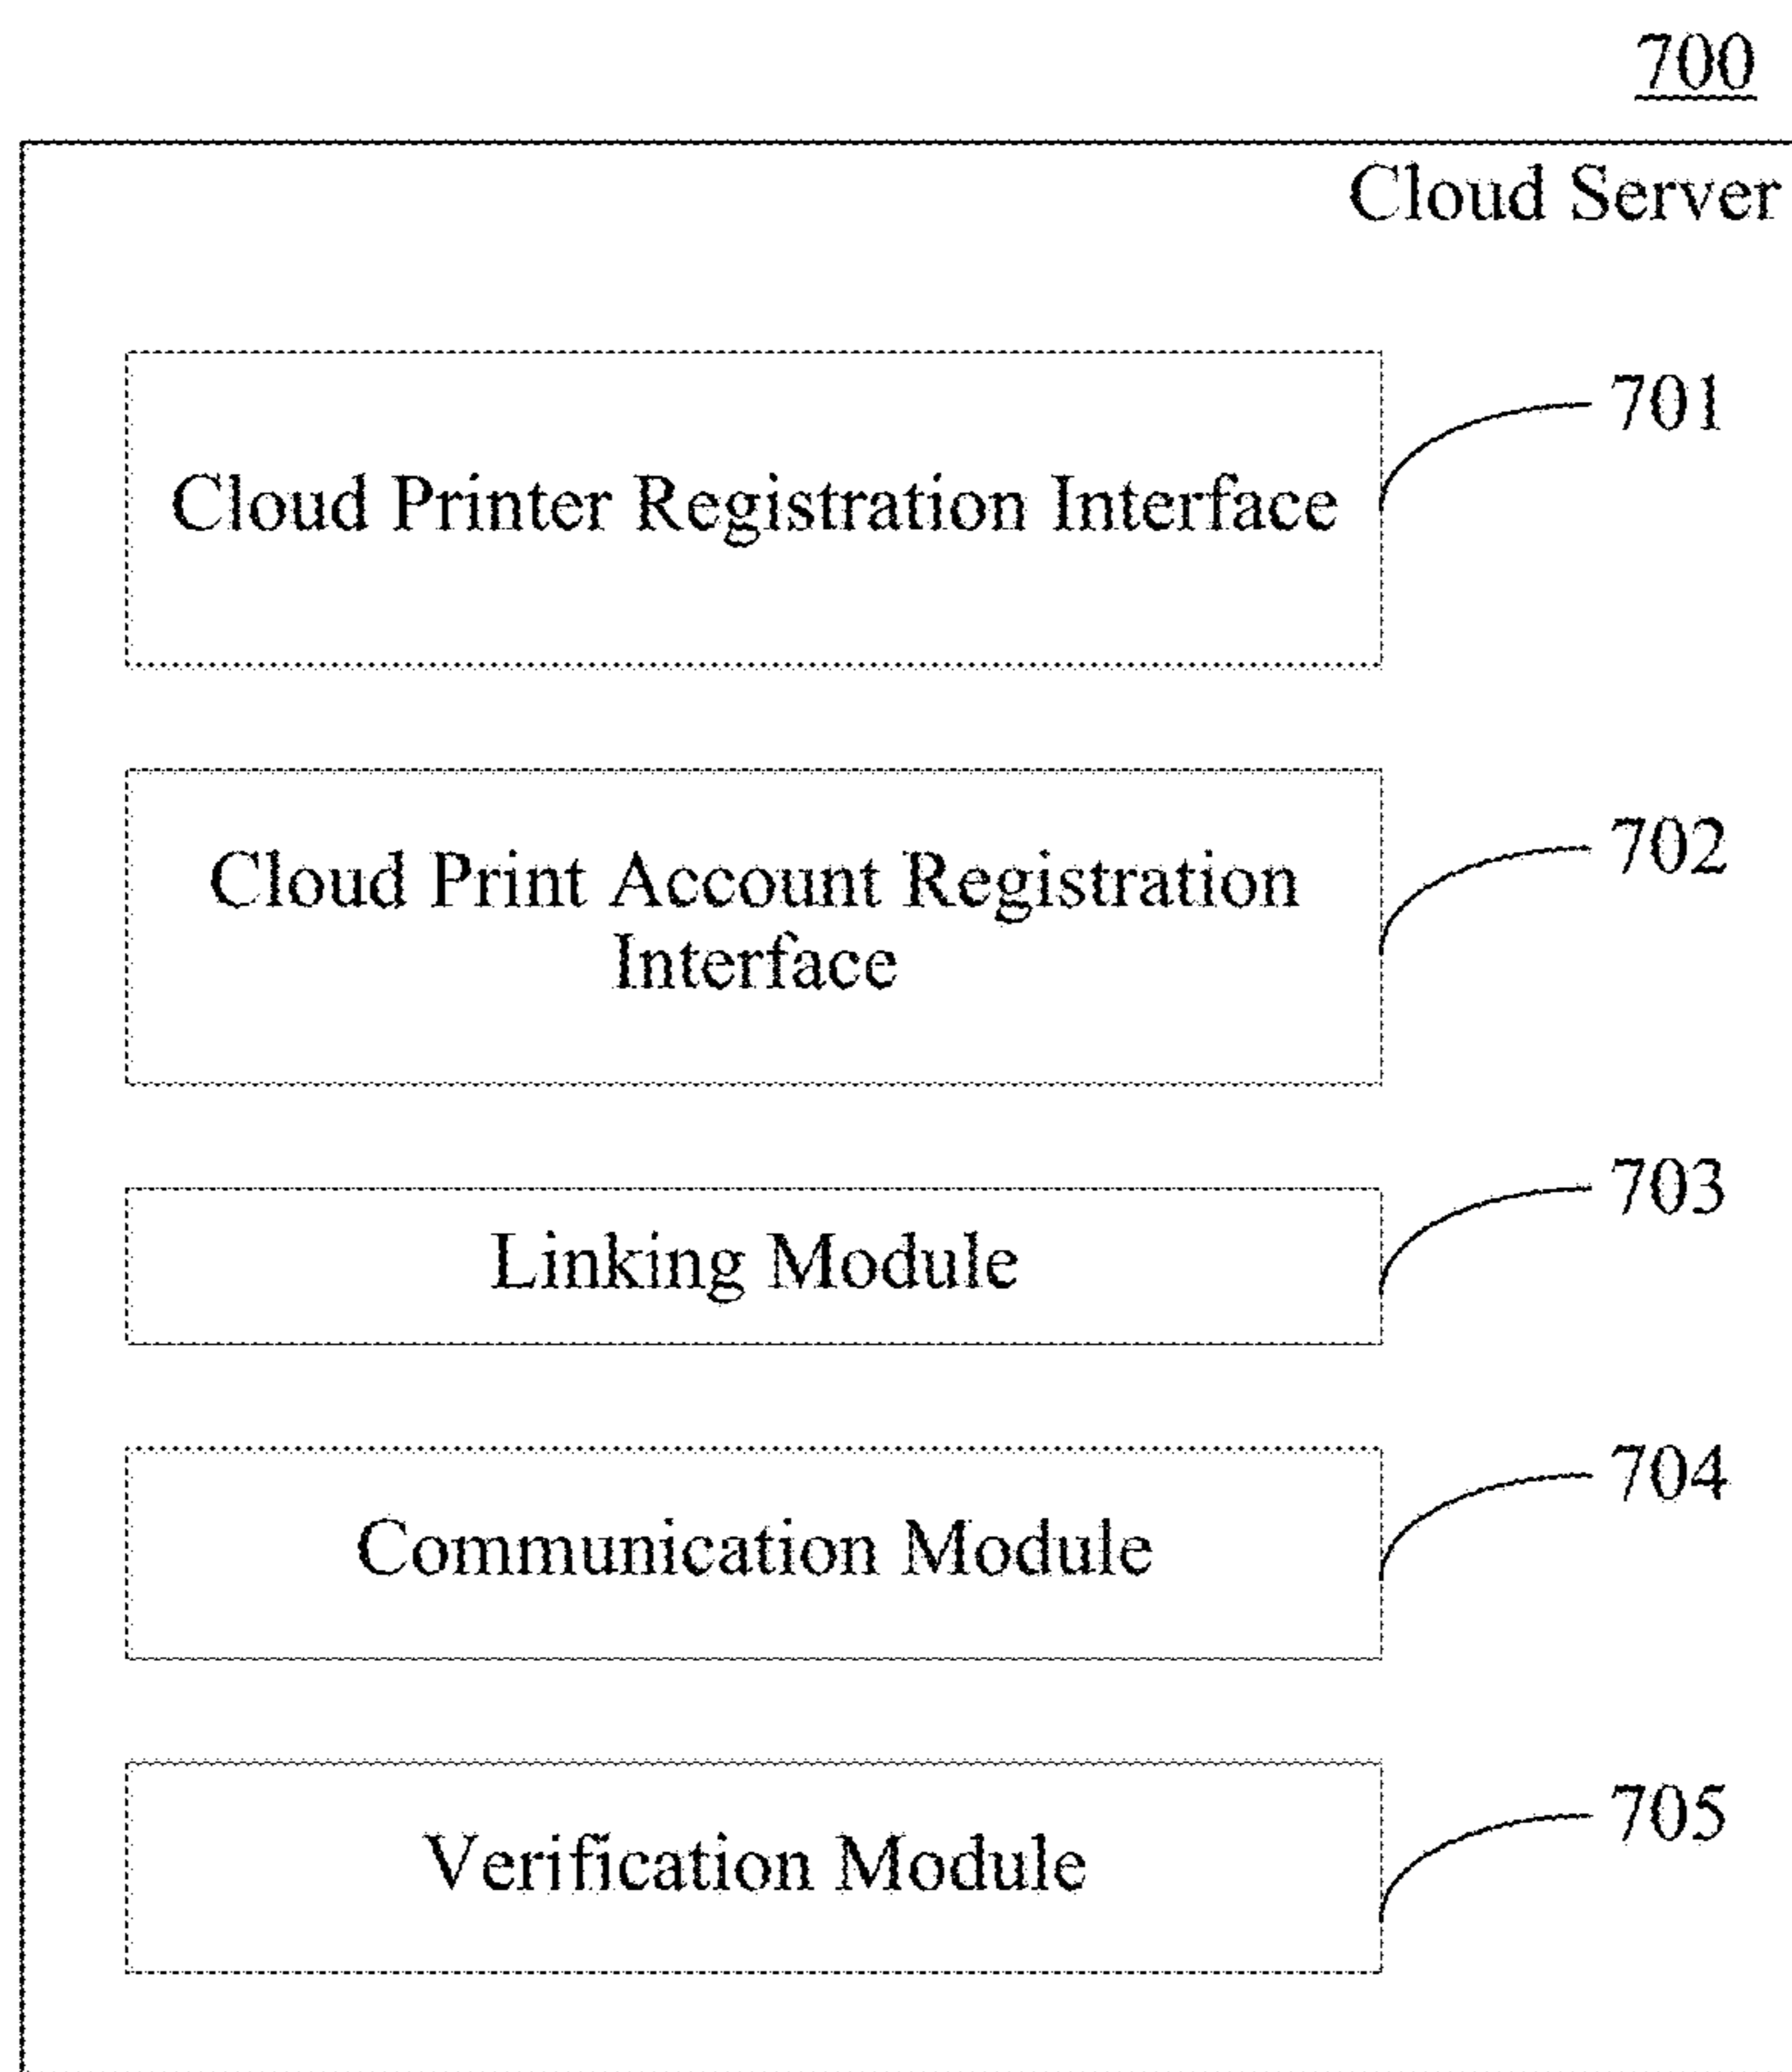 700
Cloud Server
Cloud Printer Registration Interface
701
Cloud Print Account Registration
Interface
702
Linking Module
703
Communication Module
704
Verification Module
705